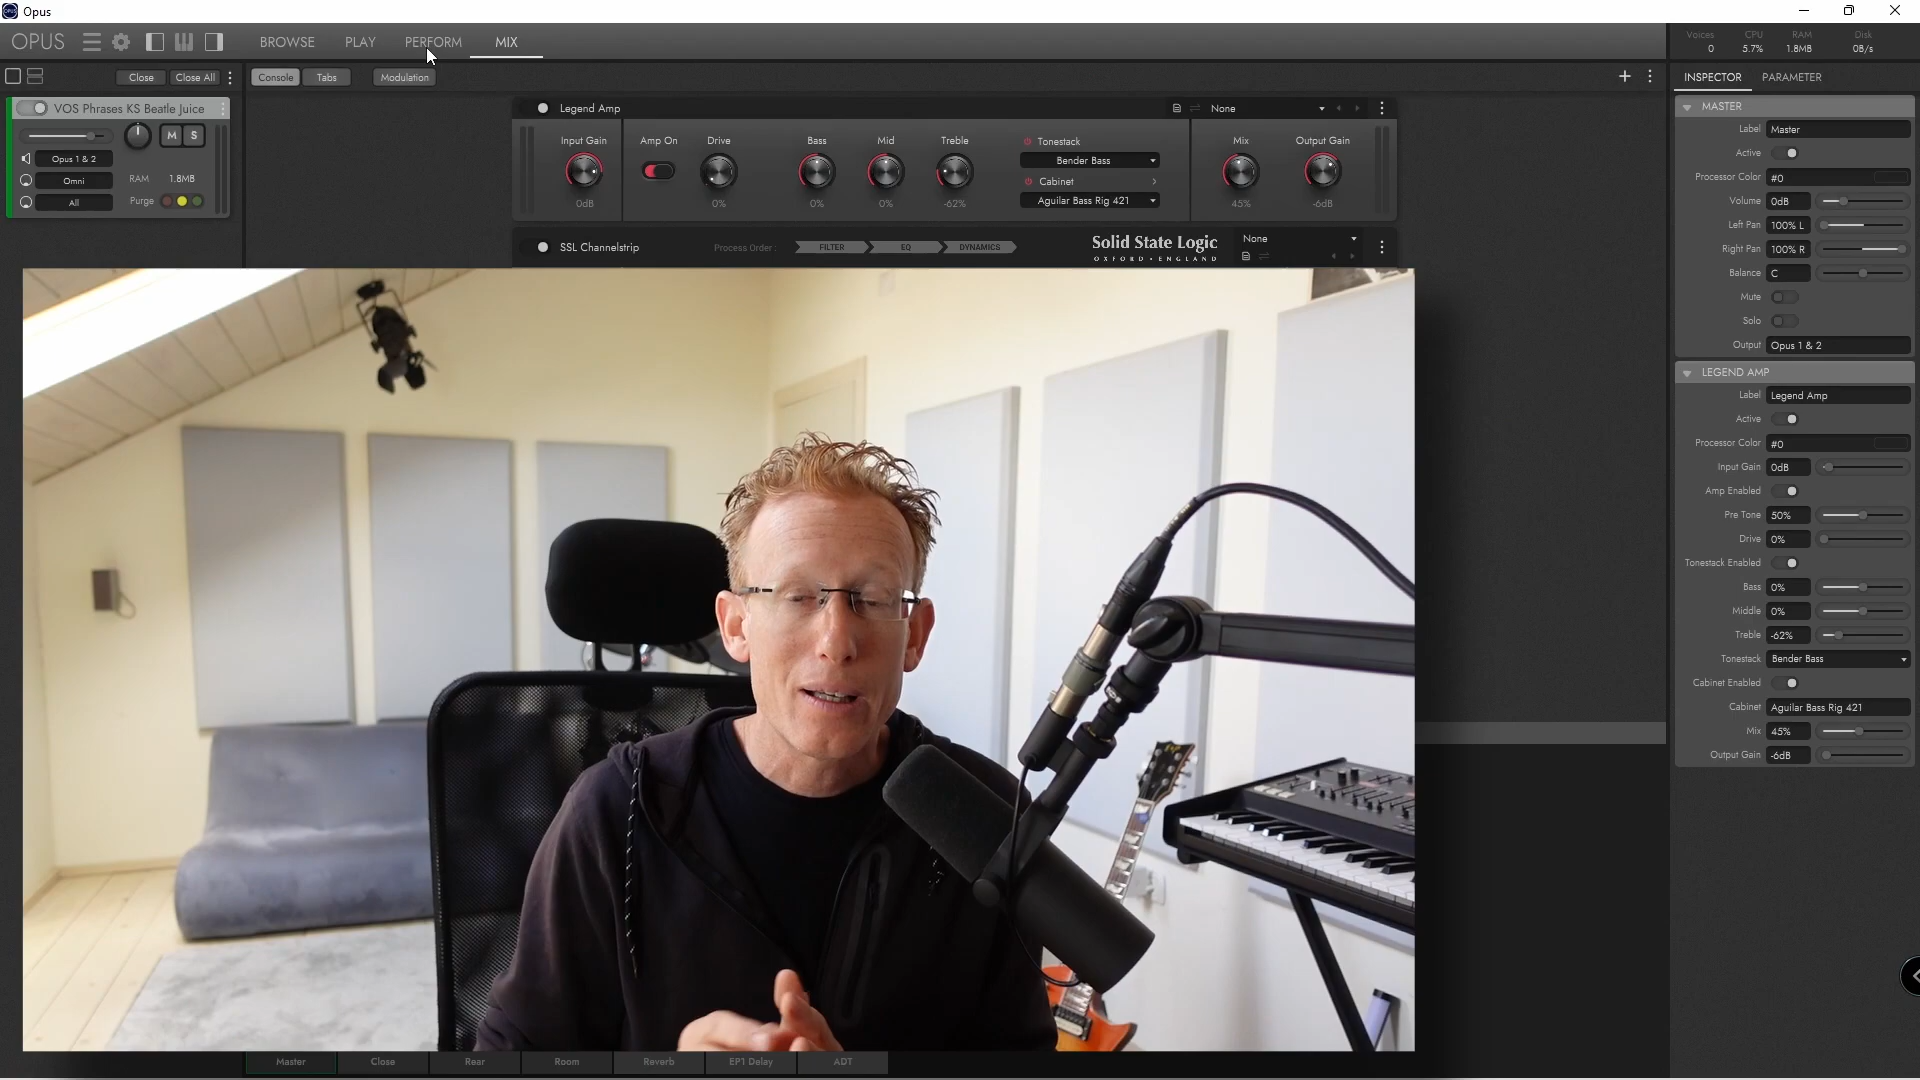 Opus
OPUS BROWSE PLAY PERFORM MIX
Voices CPU RAM Disk
0 5.7% 1.8MB 0B/s
Close Close All Console Tabs Modulation
INSPECTOR PARAMETER
VOS Phrases KS Beatle Juice
M S
Opus 1 & 2
Omni RAM 1.8MB
All Purge
Legend Amp None
Input Gain Amp On Drive Bass Mid Treble Tonestack Mix Output Gain
Bender Bass
Cabinet
Aguilar Bass Rig 421
0dB 0% 0% 0% -62% 45% -6dB
SSL Channelstrip Process Order : FILTER EQ DYNAMICS Solid State Logic None
OXFORD • ENGLAND
MASTER
Label Master
Active
Processor Color #0
Volume 0dB
Left Pan 100% L
Right Pan 100% R
Balance C
Mute
Solo
Output Opus 1 & 2
LEGEND AMP
Label Legend Amp
Active
Processor Color #0
Input Gain 0dB
Amp Enabled
Pre Tone 50%
Drive 0%
Tonestack Enabled
Bass 0%
Middle 0%
Treble -62%
Tonestack Bender Bass
Cabinet Enabled
Cabinet Aguilar Bass Rig 421
Mix 45%
Output Gain -6dB
Master Close Rear Room Reverb EP1 Delay ADT